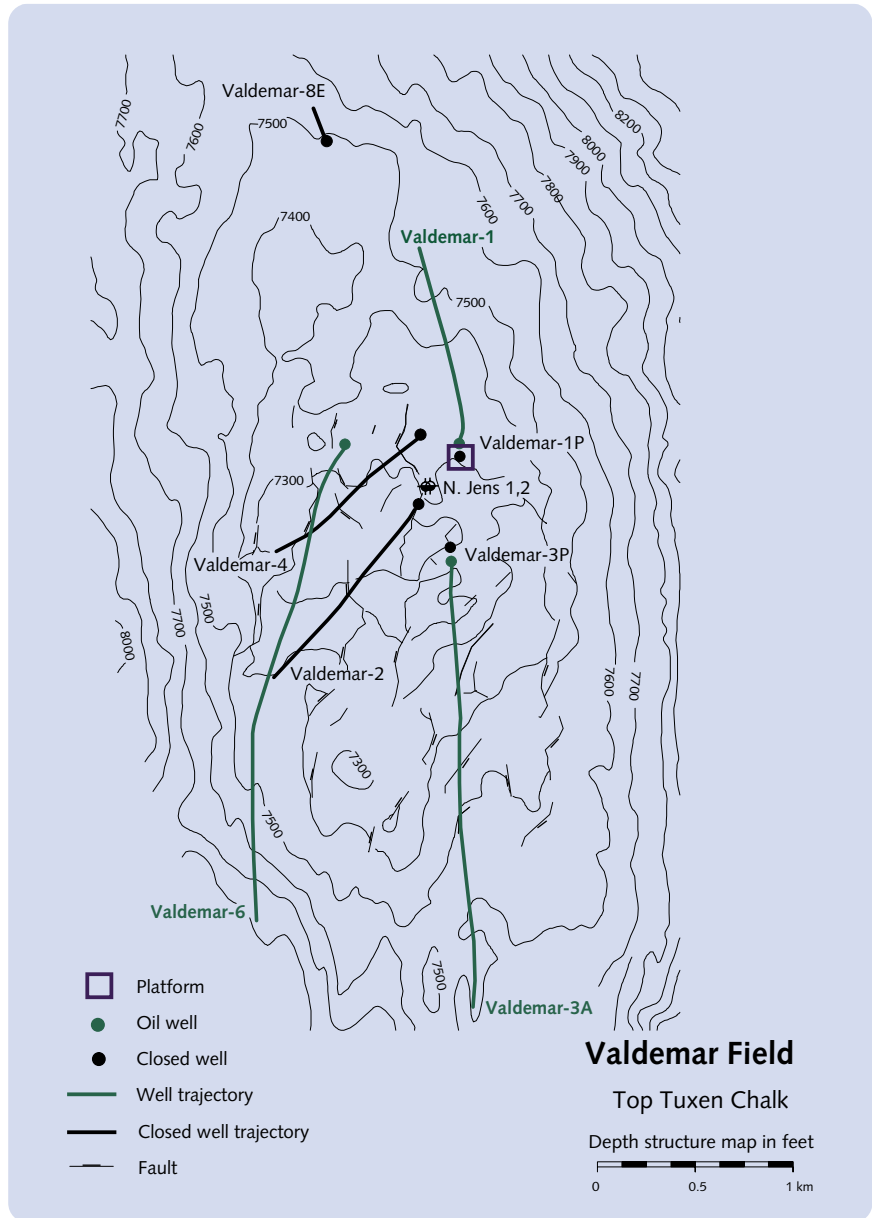 Valdemar-8E
7700
7600
7500
8200
8000
7900
7800
7700
7600
7400
Valdemar-1
7500
Valdemar-1P
7300
N. Jens 1,2
Valdemar-3P
Valdemar-4
7500
7700
8000
Valdemar-2
7600
7700
7300
7500
Valdemar-6
7500
Valdemar-3A
Platform
Oil well
Closed well
Well trajectory
Closed well trajectory
Fault
Valdemar Field
Top Tuxen Chalk
Depth structure map in feet
0 0.5 1 km